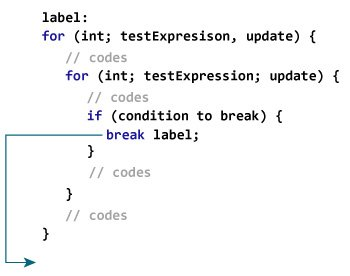 label:
for (int; testExpresison, update) {
// codes
for (int; testExpression; update) {
// codes
if (condition to break) {
break label;
}
// codes
}
// codes
}